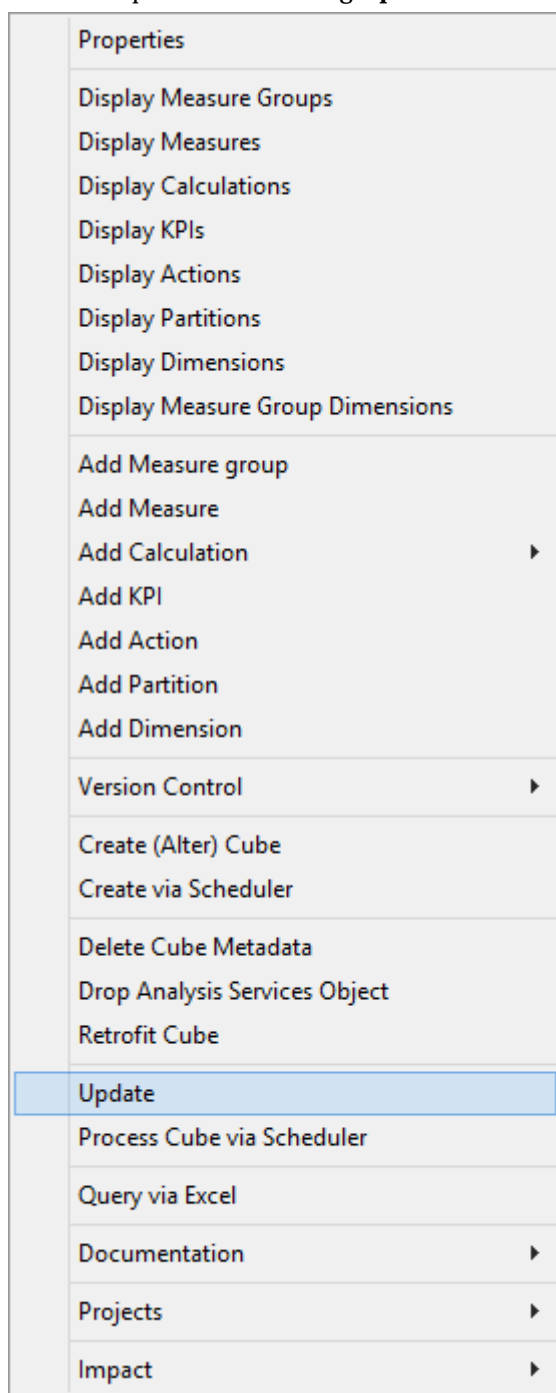 Properties
Display Measure Groups
Display Measures
Display Calculations
Display KPIs
Display Actions
Display Partitions
Display Dimensions
Display Measure Group Dimensions
Add Measure group
Add Measure
Add Calculation
Add KPI
Add Action
Add Partition
Add Dimension
Version Control
Create (Alter) Cube
Create via Scheduler
Delete Cube Metadata
Drop Analysis Services Object
Retrofit Cube
Update
Process Cube via Scheduler
Query via Excel
Documentation
Projects
Impact